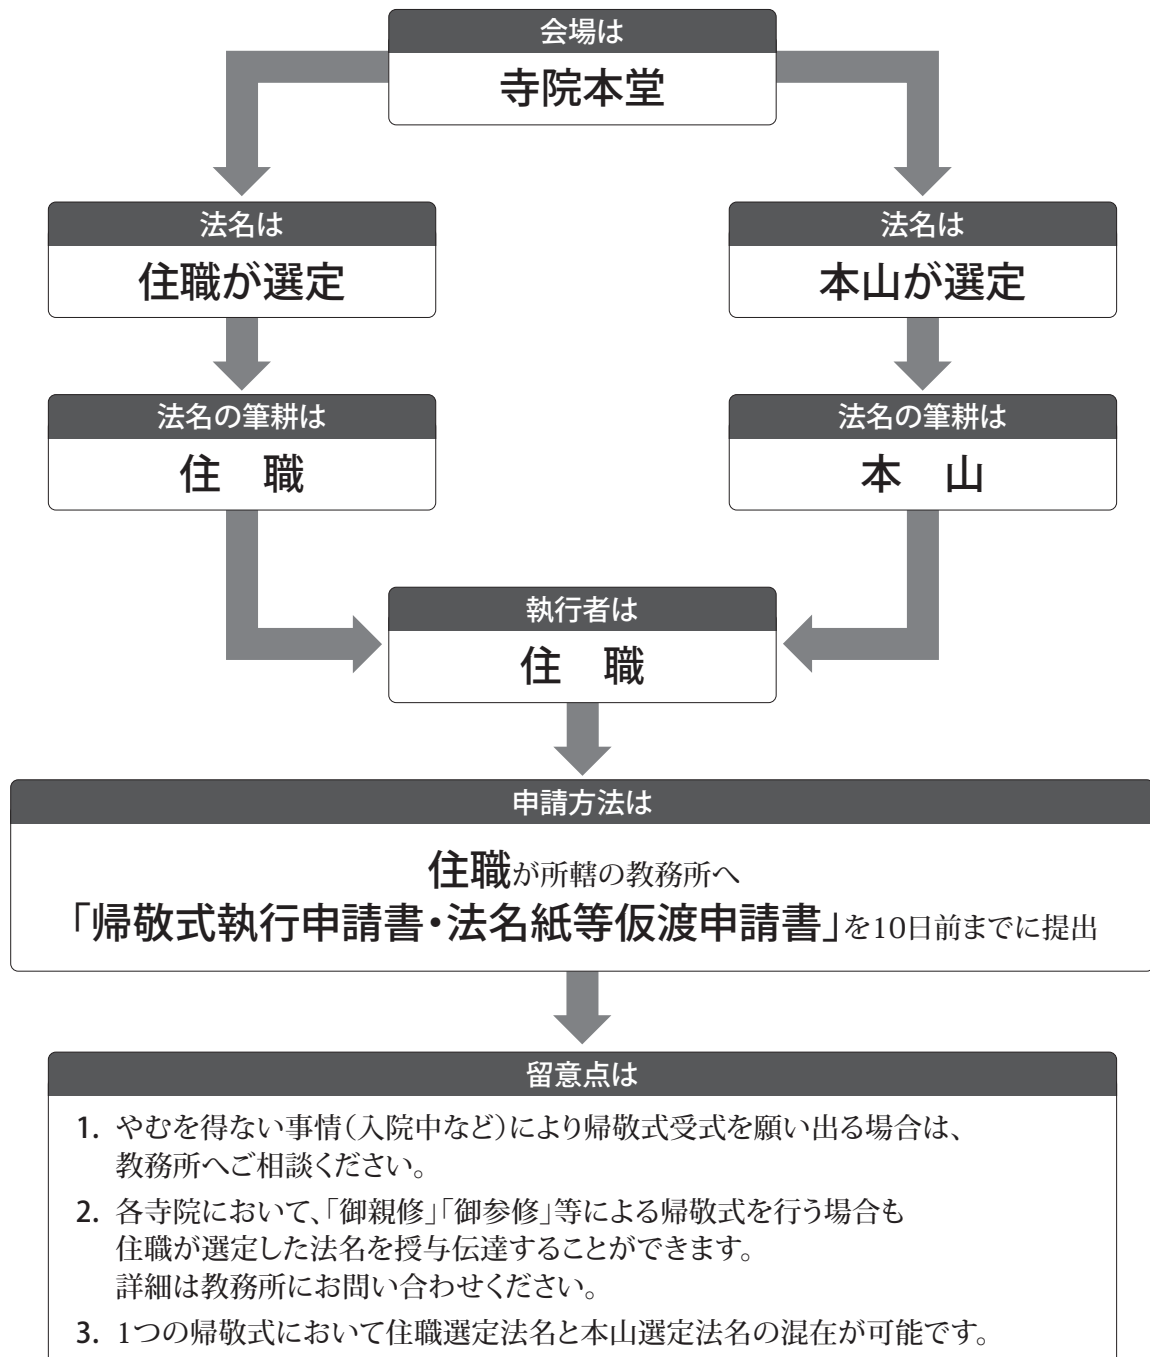 会場は
寺院本堂
法名は
住職が選定
法名は
本山が選定
法名の筆耕は
住　職
法名の筆耕は
本　山
執行者は
住　職
申請方法は
住職が所轄の教務所へ
「帰敬式執行申請書・法名紙等仮渡申請書」を10日前までに提出
留意点は
1. やむを得ない事情（入院中など）により帰敬式受式を願い出る場合は、
教務所へご相談ください。
2. 各寺院において、「御親修」「御参修」等による帰敬式を行う場合も
住職が選定した法名を授与伝達することができます。
詳細は教務所にお問い合わせください。
3. 1つの帰敬式において住職選定法名と本山選定法名の混在が可能です。